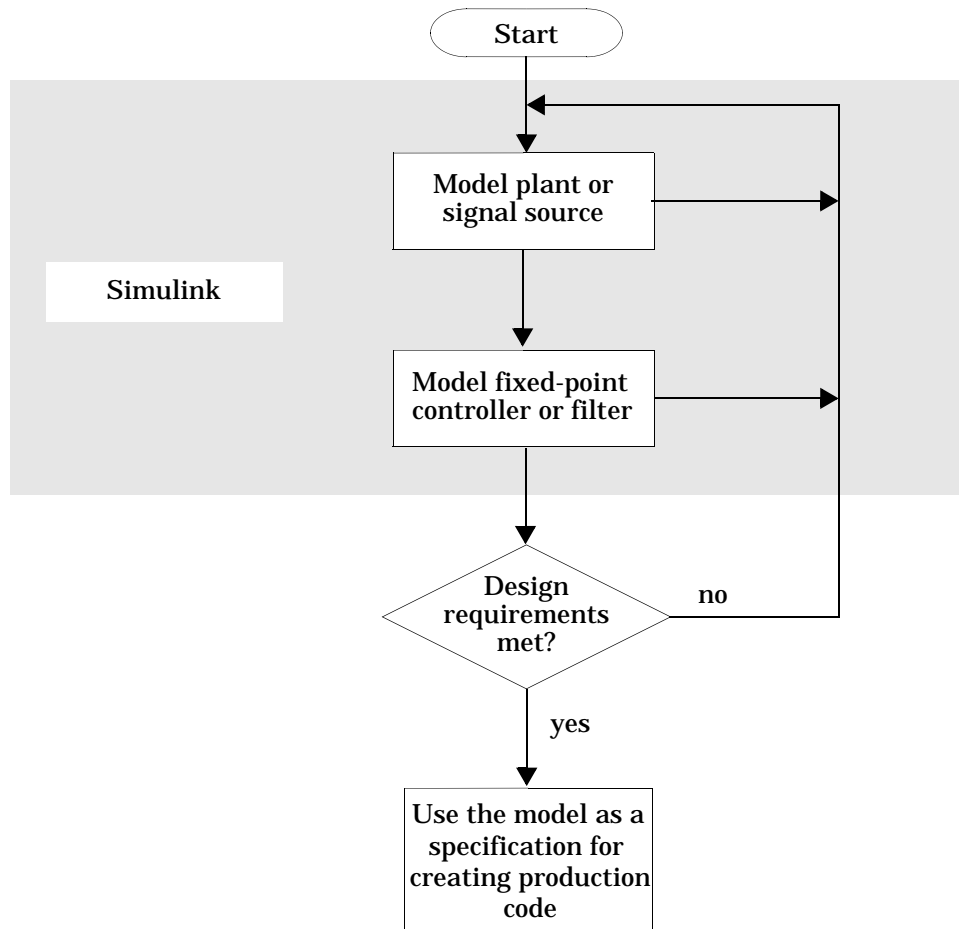 Start
Model plant or
signal source
Simulink
Model fixed-point
controller or filter
Design
requirements
met?
no
yes
Use the model as a
specification for
creating production
code